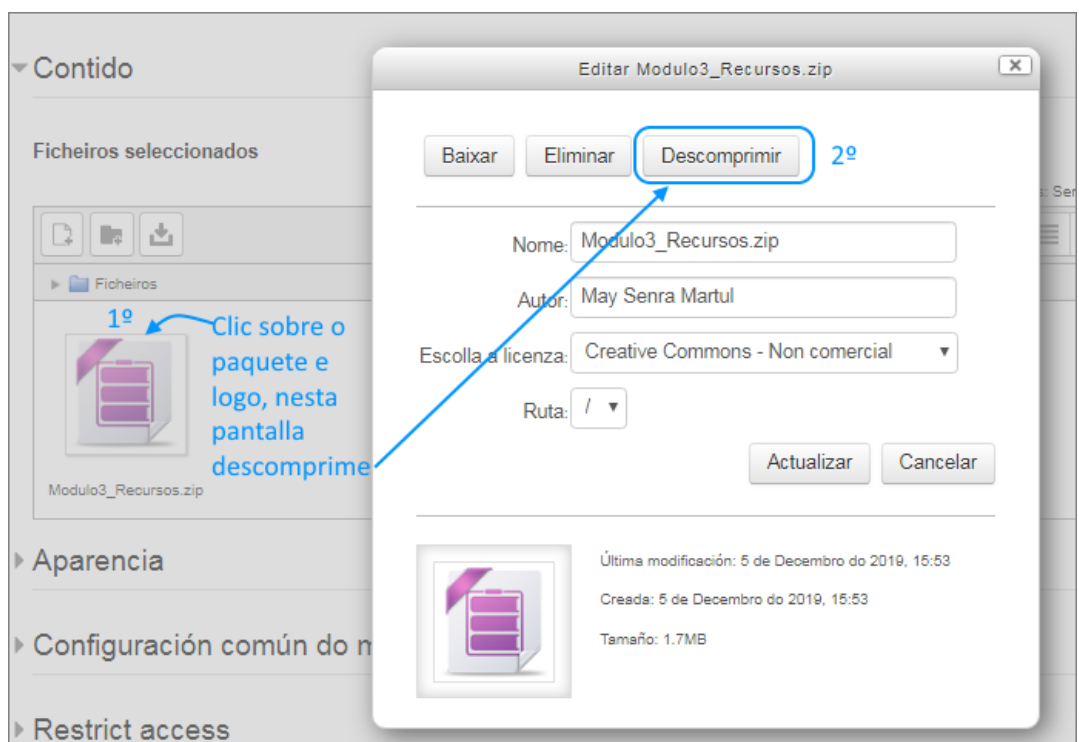 Contido
Editar Modulo3_Recursos.zip
x
Ficheiros seleccionados
Baixar
Eliminar
Descomprimir
2º
s: Ser
Nome: Modulo3_Recursos.zip
Ficheiros
Autor: May Senra Martul
1º
Clic sobre o
paquete e
logo, nesta
pantalla
descomprime
Escolla a licenza: Creative Commons - Non comercial
Ruta: /
Actualizar
Cancelar
Modulo3_Recursos.zip
Última modificación: 5 de Decembro do 2019, 15:53
Creada: 5 de Decembro do 2019, 15:53
Tamaño: 1.7MB
Aparencia
Configuración común do m
Restrict access